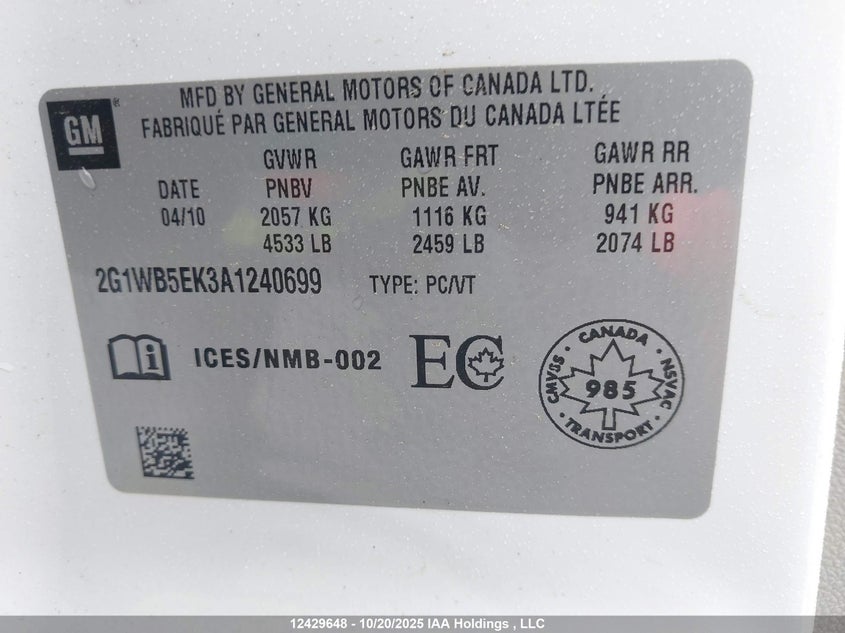 GM®
MFD BY GENERAL MOTORS OF CANADA LTD.
FABRIQUÉ PAR GENERAL MOTORS DU CANADA LTÉE
GVWR GAWR FRT GAWR RR
DATE PNBV PNBE AV. PNBE ARR.
04/10 2057 KG 1116 KG 941 KG
4533 LB 2459 LB 2074 LB
2G1WB5EK3A1240699 TYPE: PC/VT
i ICES/NMB-002 EC
CANADA
CMVSS 985 NSVAC
TRANSPORT
12429648 - 10/20/2025 IAA Holdings , LLC